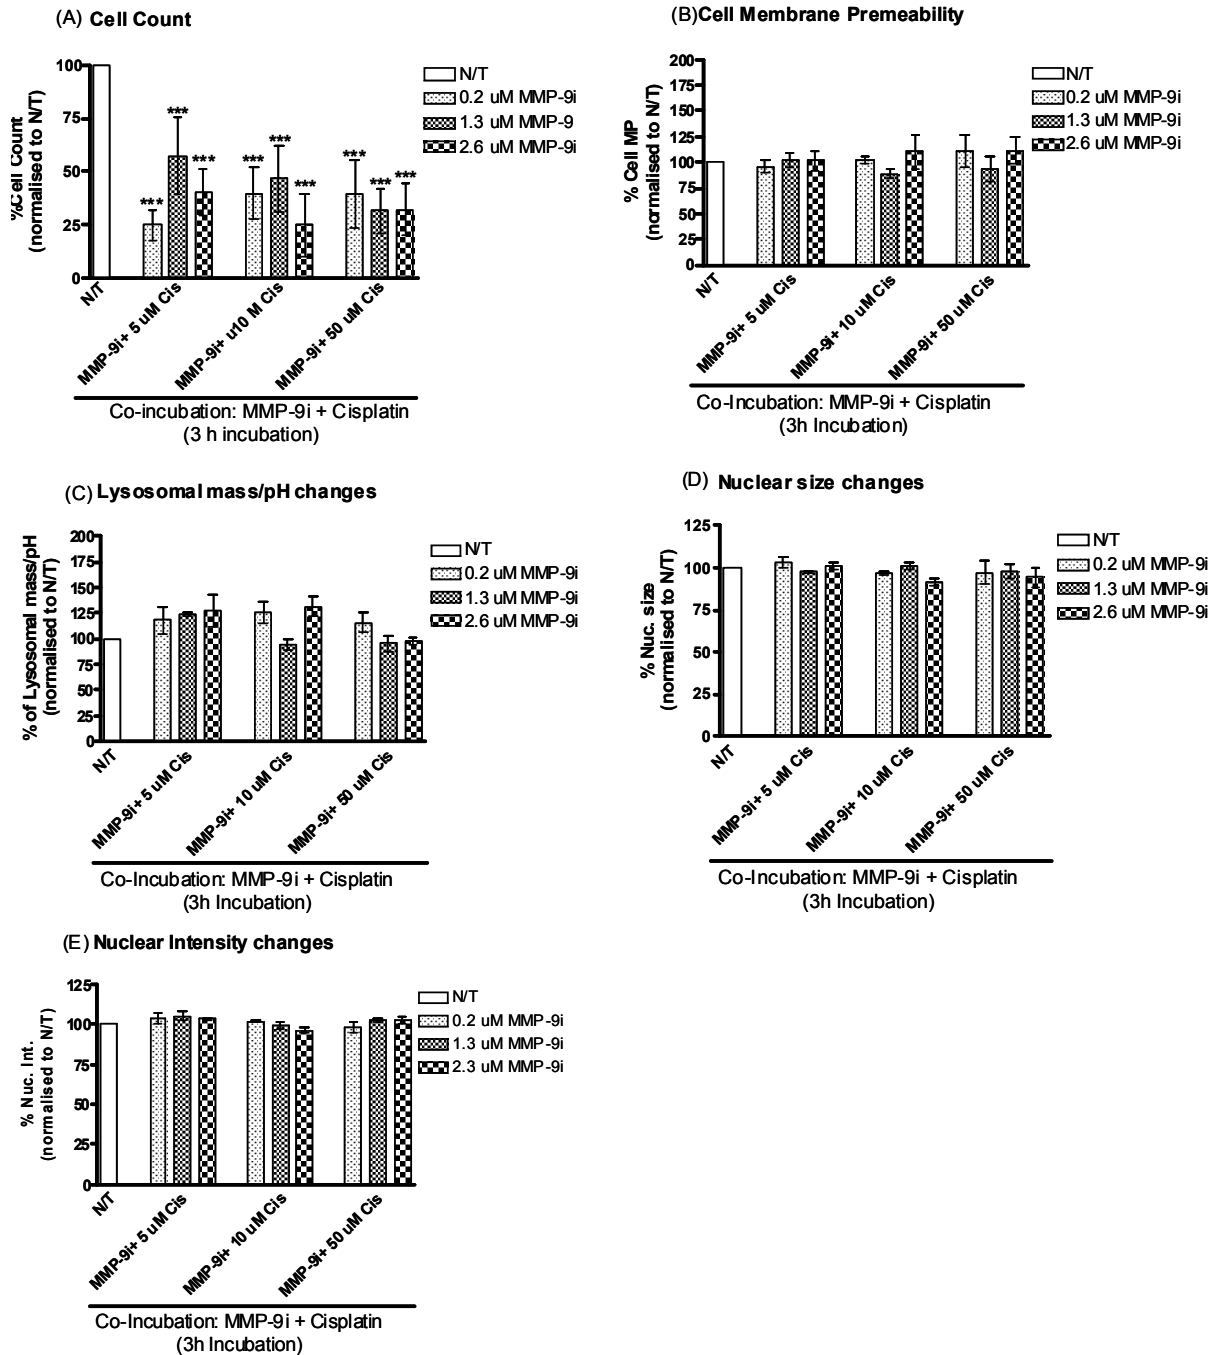 (A) Cell Count
%Cell Count
(normalised to N/T)
100
75
50
25
0
***
***
***
***
***
***
***
***
***
N/T
0.2 uM MMP-9i
1.3 uM MMP-9
2.6 uM MMP-9i
N/T
MMP-9i+ 5 uM Cis
MMP-9i+ u10 M Cis
MMP-9i+ 50 uM Cis
Co-incubation: MMP-9i + Cisplatin
(3 h incubation)
(B)Cell Membrane Premeability
% Cell MP
(normalised to N/T)
200
175
150
125
100
75
50
25
0
N/T
0.2 uM MMP-9i
1.3 uM MMP-9i
2.6 uM MMP-9i
N/T
MMP-9i+ 5 uM Cis
MMP-9i+ 10 uM Cis
MMP-9i+ 50 uM Cis
Co-Incubation: MMP-9i + Cisplatin
(3h Incubation)
(C) Lysosomal mass/pH changes
% of Lysosomal mass/pH
(normalised to N/T)
200
175
150
125
100
75
50
25
0
N/T
0.2 uM MMP-9i
1.3 uM MMP-9i
2.6 uM MMP-9i
N/T
MMP-9i+ 5 uM Cis
MMP-9i+ 10 uM Cis
MMP-9i+ 50 uM Cis
Co-Incubation: MMP-9i + Cisplatin
(3h Incubation)
(D) Nuclear size changes
% Nuc. size
(normalised to N/T)
125
100
75
50
25
0
N/T
0.2 uM MMP-9i
1.3 uM MMP-9i
2.6 uM MMP-9i
N/T
MMP-9i+ 5 uM Cis
MMP-9i+ 10 uM Cis
MMP-9i+ 50 uM Cis
Co-Incubation: MMP-9i + Cisplatin
(3h Incubation)
(E) Nuclear Intensity changes
% Nuc. Int.
(normalised to N/T)
125
100
75
50
25
0
N/T
0.2 uM MMP-9i
1.3 uM MMP-9i
2.3 uM MMP-9i
N/T
MMP-9i+ 5 uM Cis
MMP-9i+ 10 uM Cis
MMP-9i+ 50 uM Cis
Co-Incubation: MMP-9i + Cisplatin
(3h Incubation)